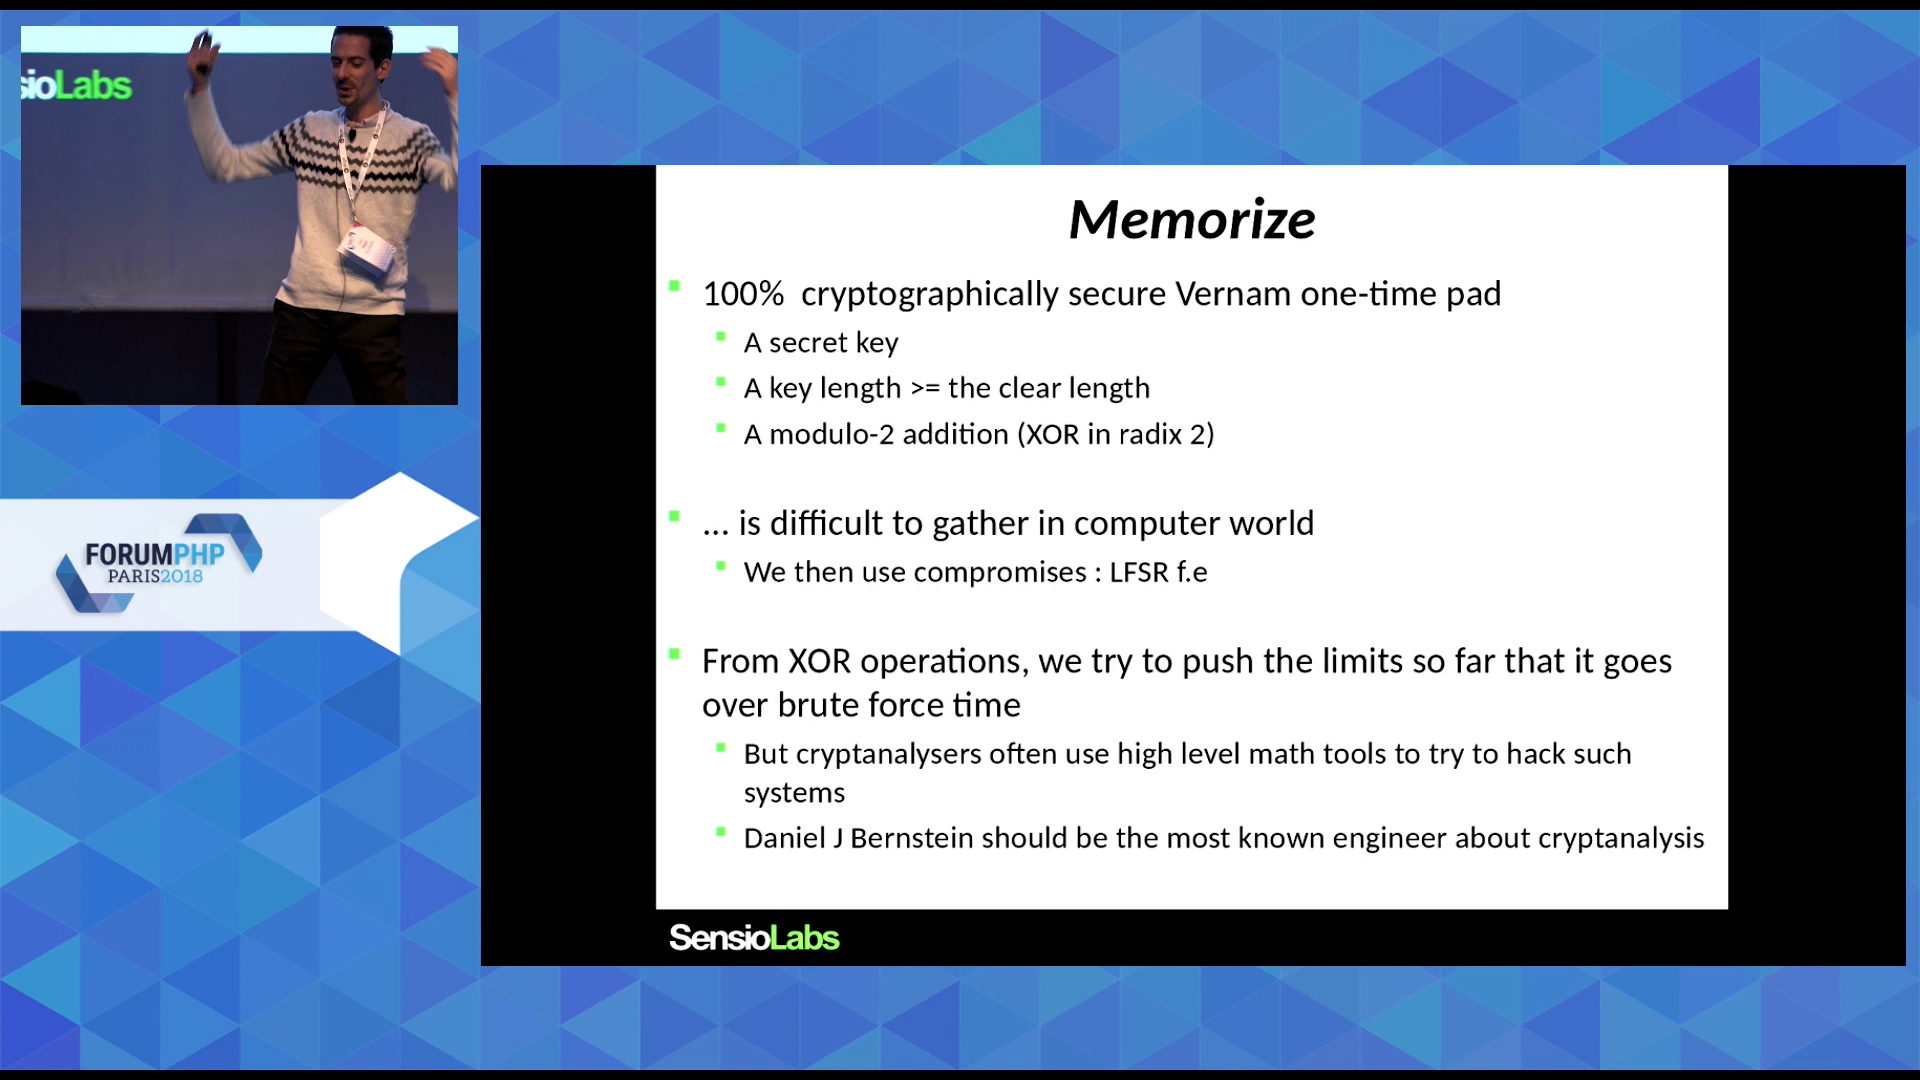 sioLabs
FORUMPHP
PARIS2018
Memorize
100% cryptographically secure Vernam one-time pad
A secret key
A key length >= the clear length
A modulo-2 addition (XOR in radix 2)
... is difficult to gather in computer world
We then use compromises : LFSR f.e
From XOR operations, we try to push the limits so far that it goes
over brute force time
But cryptanalysers often use high level math tools to try to hack such
systems
Daniel J Bernstein should be the most known engineer about cryptanalysis
SensioLabs